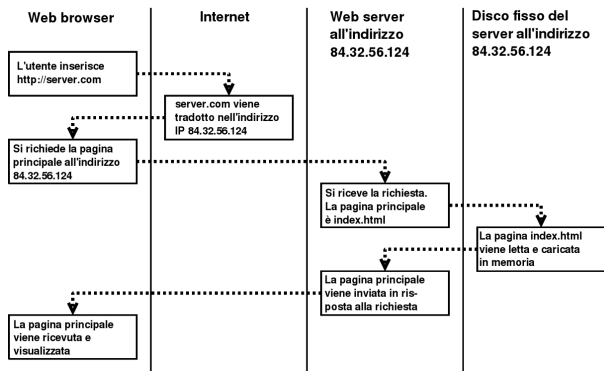 Web browser
Internet
Web server
all'indirizzo
84.32.56.124
Disco fisso del
server all'indirizzo
84.32.56.124
L'utente inserisce
http://server.com
server.com viene
tradotto nell'indirizzo
IP 84.32.56.124
Si richiede la pagina
principale all'indirizzo
84.32.56.124
Si riceve la richiesta.
La pagina principale
è index.html
La pagina index.html
viene letta e caricata
in memoria
La pagina principale
viene inviata in ris-
posta alla richiesta
La pagina principale
viene ricevuta e
visualizzata